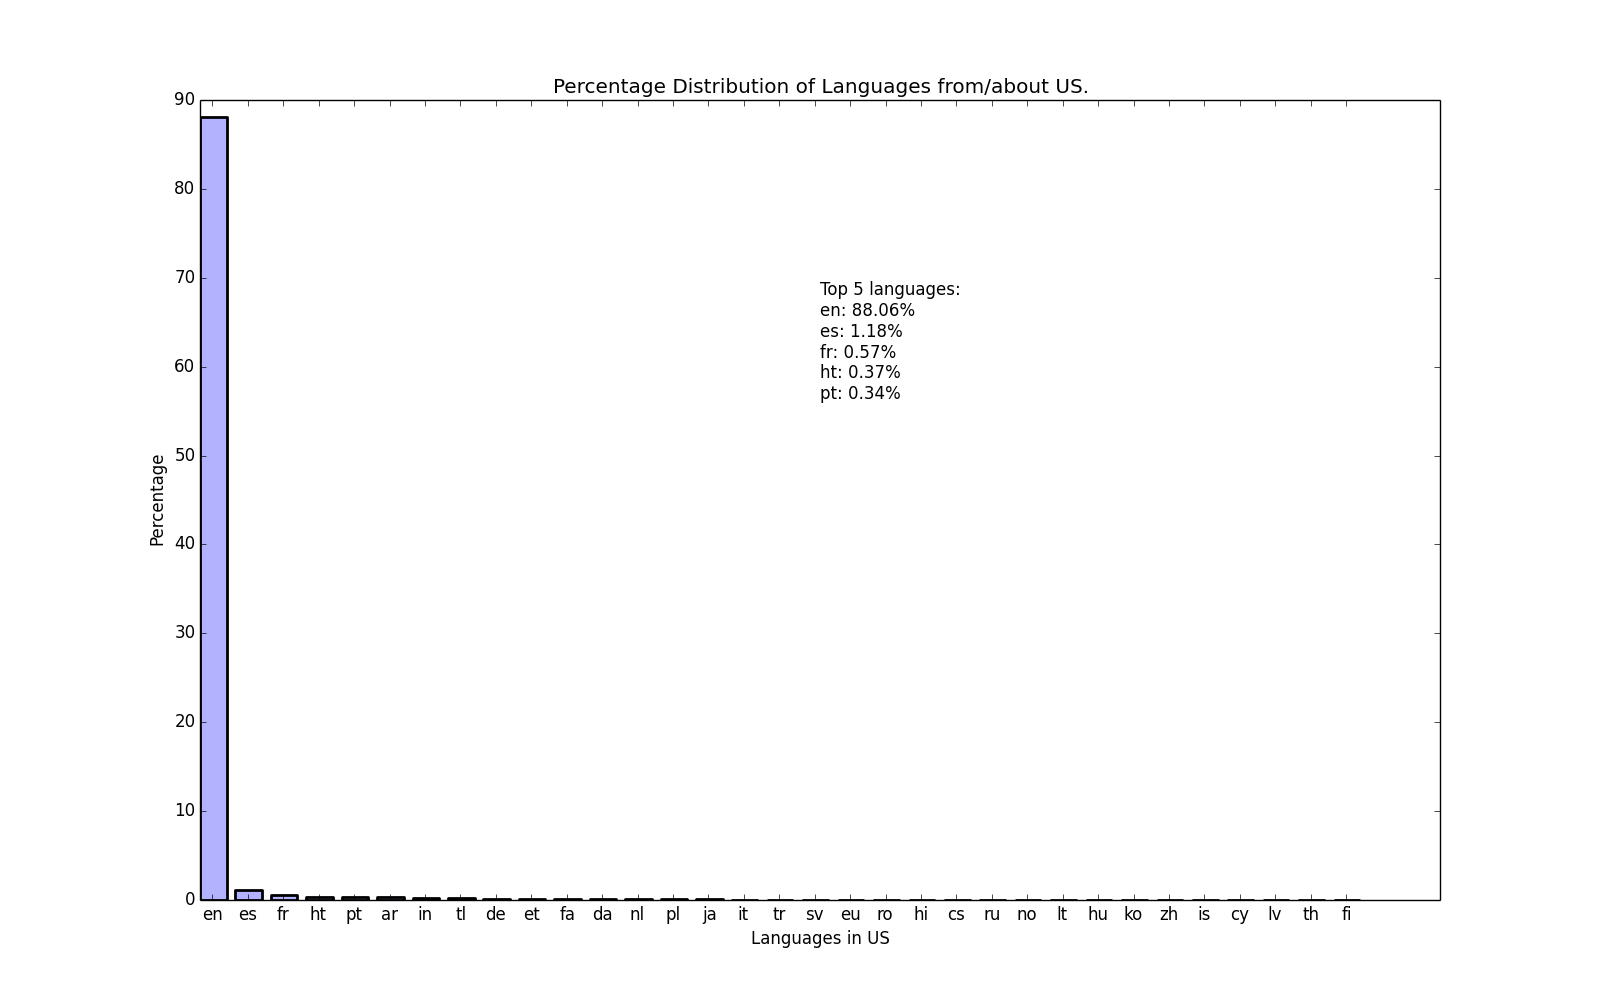 Percentage Distribution of Languages from/about US.
90
80
70
60
50
40
30
20
10
0
Percentage
Top 5 languages:
en: 88.06%
es: 1.18%
fr: 0.57%
ht: 0.37%
pt: 0.34%
en es fr ht pt ar in tl de et fa da nl pl ja it tr sv eu ro hi cs ru no lt hu ko zh is cy lv th fi
Languages in US